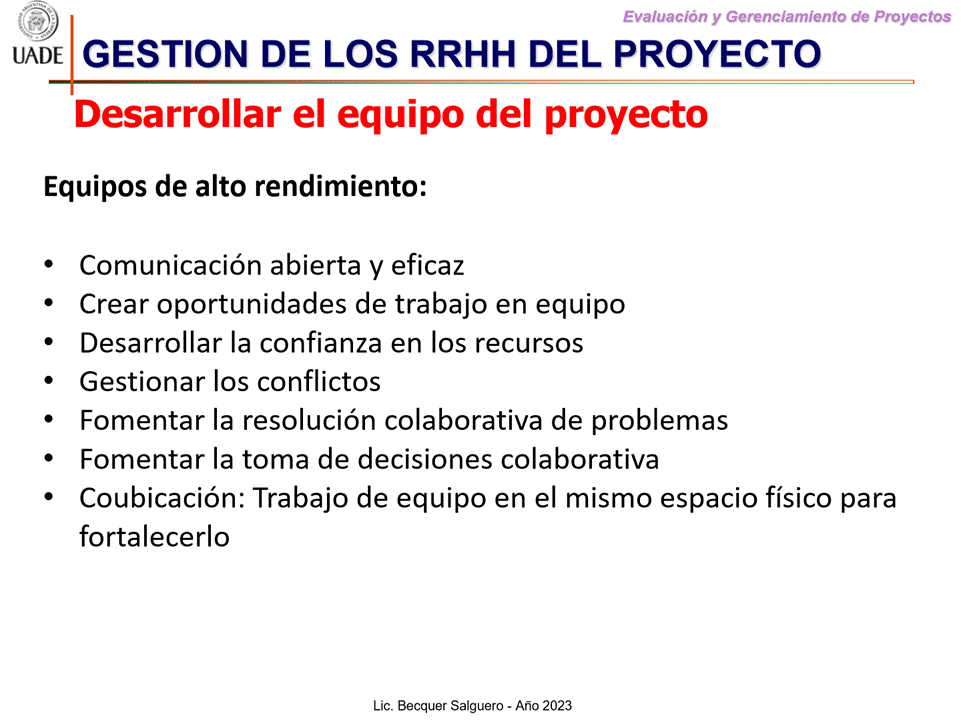 Evaluación y Gerenciamiento de Proyectos
UADE
GESTION DE LOS RRHH DEL PROYECTO
Desarrollar el equipo del proyecto
Equipos de alto rendimiento:
• Comunicación abierta y eficaz
• Crear oportunidades de trabajo en equipo
• Desarrollar la confianza en los recursos
• Gestionar los conflictos
• Fomentar la resolución colaborativa de problemas
• Fomentar la toma de decisiones colaborativa
• Coubicación: Trabajo de equipo en el mismo espacio físico para
fortalecerlo
Lic. Becquer Salguero - Año 2023